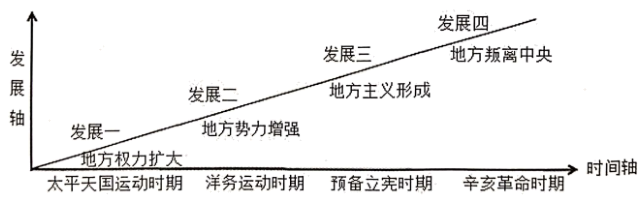 发展轴
发展一
地方权力扩大
发展二
地方势力增强
发展三
地方主义形成
发展四
地方叛离中央
时间轴
太平天国运动时期
洋务运动时期
预备立宪时期
辛亥革命时期